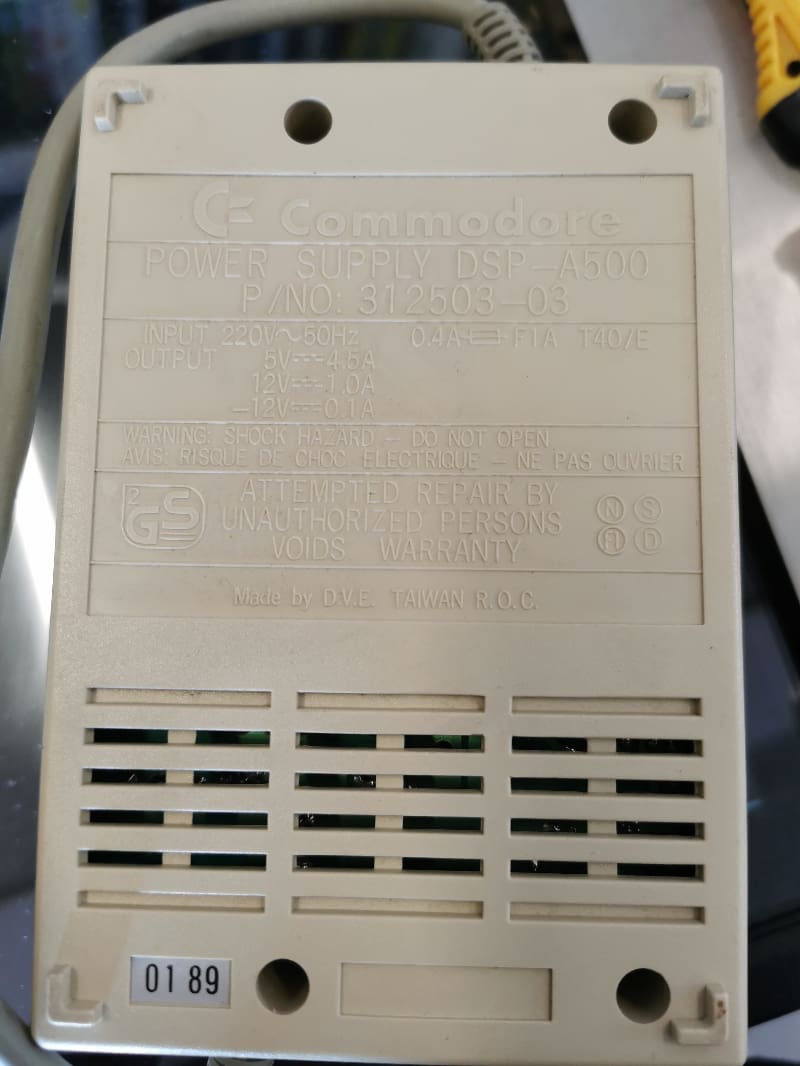 Commodore
POWER SUPPLY DSP-A500
P/NO: 312503-03
INPUT 220V~50Hz 0.4A F1A T40/E
OUTPUT 5V⎓4.5A
12V⎓1.0A
-12V⎓0.1A
WARNING: SHOCK HAZARD - DO NOT OPEN
AVIS: RISQUE DE CHOC ELECTRIQUE - NE PAS OUVRIER
2 GS
ATTEMPTED REPAIR BY
UNAUTHORIZED PERSONS
VOIDS WARRANTY
N S
FI D
Made by D.V.E. TAIWAN R.O.C.
01 89